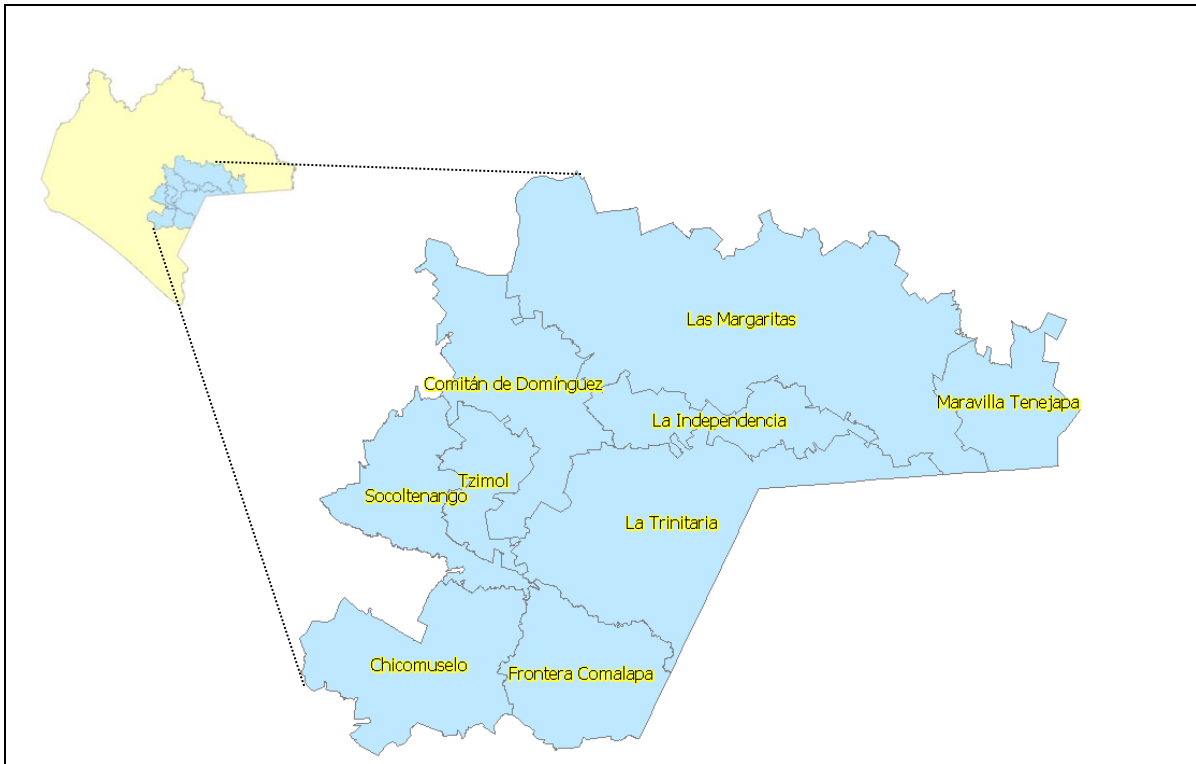 Las Margaritas
Comitán de Domínguez
Maravilla Tenejapa
La Independencia
Tzimol
Socoltenango
La Trinitaria
Chicomuselo
Frontera Comalapa